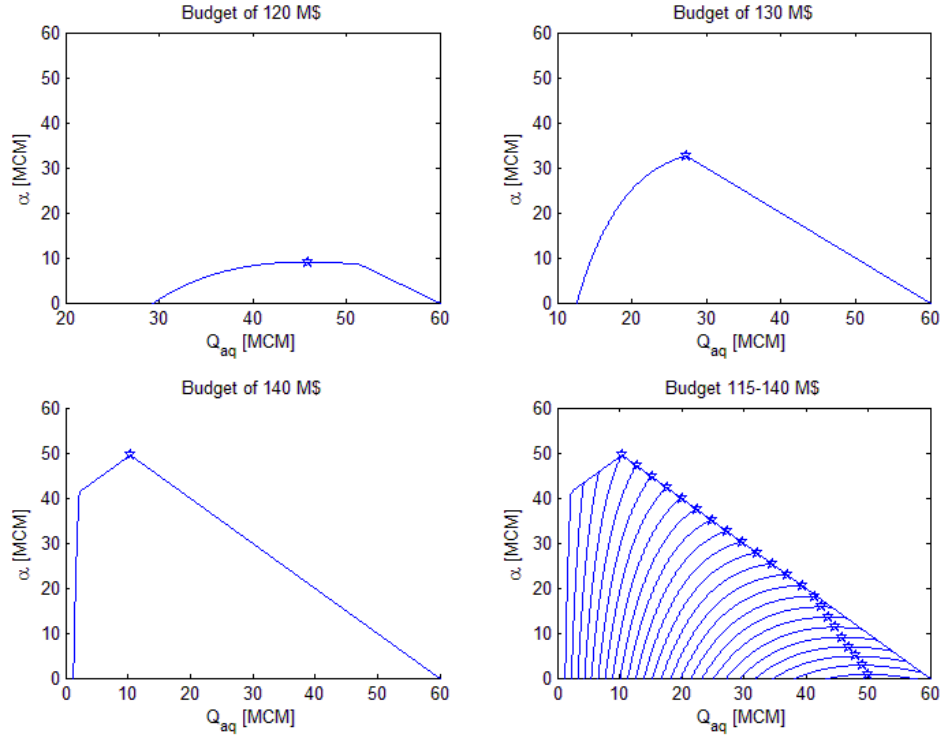 Budget of 120 M$
60
50
40
30
20
10
0
α [MCM]
20 30 40 50 60
Q_aq [MCM]
Budget of 130 M$
60
50
40
30
20
10
0
α [MCM]
10 20 30 40 50 60
Q_aq [MCM]
Budget of 140 M$
60
50
40
30
20
10
0
α [MCM]
0 10 20 30 40 50 60
Q_aq [MCM]
Budget 115-140 M$
60
50
40
30
20
10
0
α [MCM]
0 10 20 30 40 50 60
Q_aq [MCM]